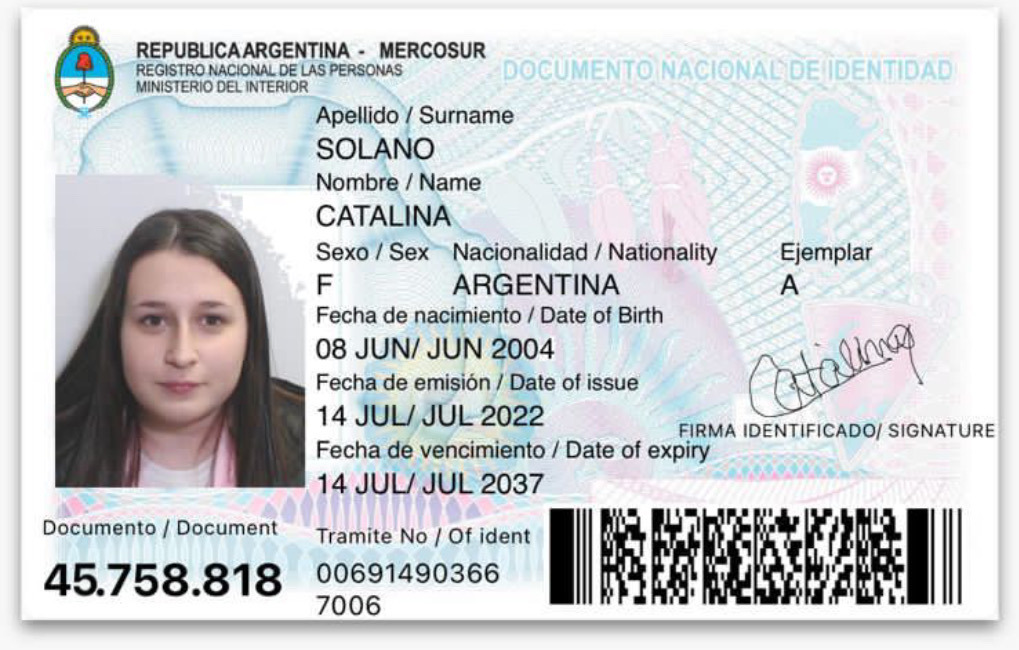 REPUBLICA ARGENTINA - MERCOSUR
REGISTRO NACIONAL DE LAS PERSONAS
MINISTERIO DEL INTERIOR
DOCUMENTO NACIONAL DE IDENTIDAD
Apellido / Surname
SOLANO
Nombre / Name
CATALINA
Sexo / Sex Nacionalidad / Nationality Ejemplar
F ARGENTINA A
Fecha de nacimiento / Date of Birth
08 JUN/ JUN 2004
Fecha de emisión / Date of issue
14 JUL/ JUL 2022
Catalina
FIRMA IDENTIFICADO/ SIGNATURE
Fecha de vencimiento / Date of expiry
14 JUL/ JUL 2037
Documento / Document
45.758.818
Tramite No / Of ident
00691490366
7006